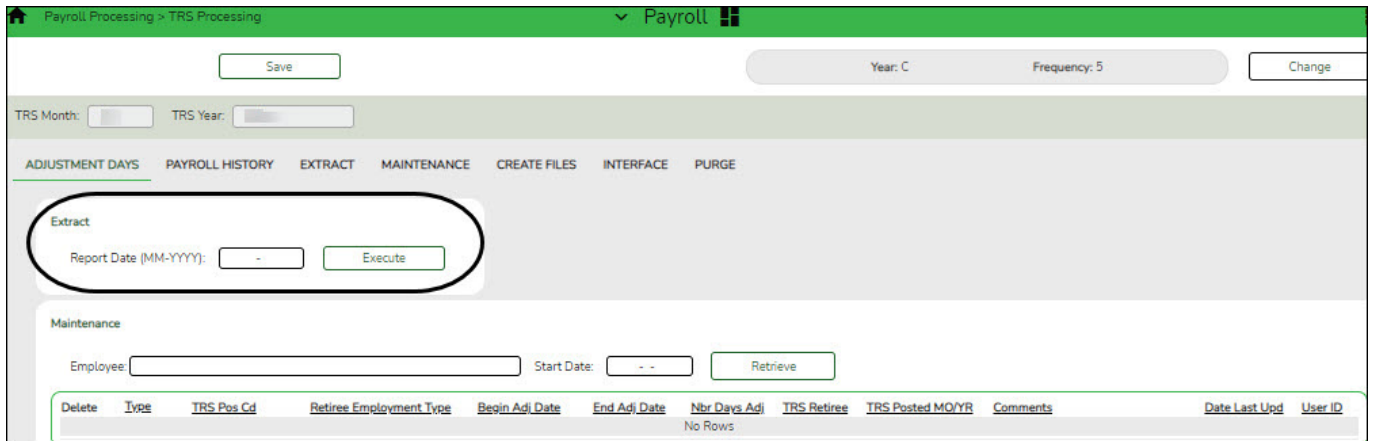 Payroll Processing > TRS Processing
Payroll
Save
Year: C
Frequency: 5
Change
TRS Month:
TRS Year:
ADJUSTMENT DAYS
PAYROLL HISTORY
EXTRACT
MAINTENANCE
CREATE FILES
INTERFACE
PURGE
Extract
Report Date (MM-YYYY):
-
Execute
Maintenance
Employee:
Start Date:
- -
Retrieve
Delete
Type
TRS Pos Cd
Retiree Employment Type
Begin Adj Date
End Adj Date
Nbr Days Adj
TRS Retiree
TRS Posted MO/YR
Comments
Date Last Upd
User ID
No Rows